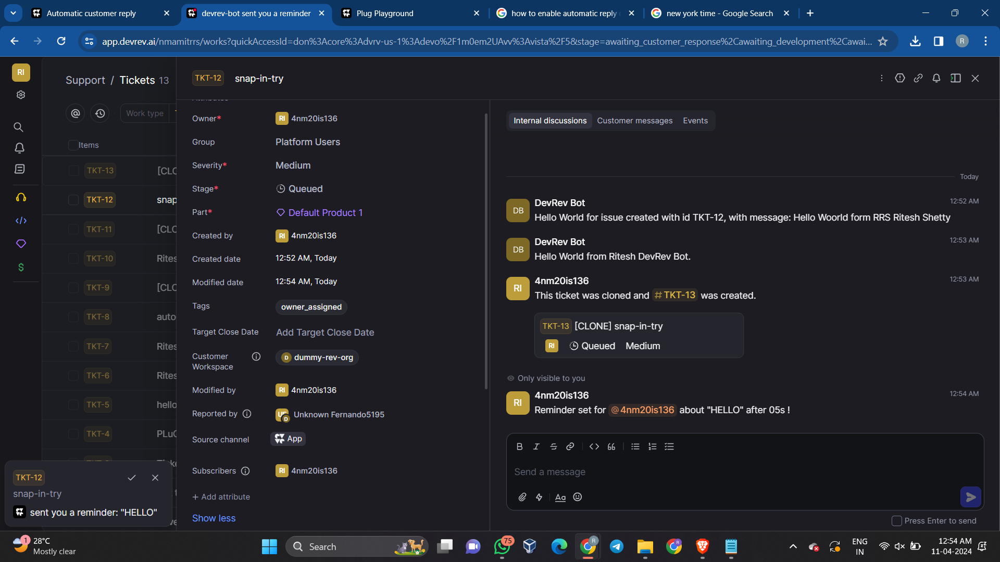 Automatic customer reply
devrev-bot sent you a reminder
Plug Playground
how to enable automatic reply
new york time - Google Search
app.devrev.ai/nmamitrrs/works?quickAccessId=don%3Acore%3Advrv-us-1%3Adevo%2F1m0em2UAvv%3Avista%2F5&stage=awaiting_customer_response%2Cawaiting_development%2Cawai...
R
RI
Support / Tickets 13
Work type
Items
TKT-13 [CLO
TKT-12 snap
TKT-11 [CLO
TKT-10 Rites
TKT-9 [CLO
TKT-8 auto
TKT-7 Rites
TKT-6 Rites
TKT-5 hello
TKT-4 PLuG
TKT-12 snap-in-try
Attributes
Owner* RI 4nm20is136
Group Platform Users
Severity* Medium
Stage* Queued
Part* Default Product 1
Created by RI 4nm20is136
Created date 12:52 AM, Today
Modified date 12:54 AM, Today
Tags owner_assigned
Target Close Date Add Target Close Date
Customer Workspace D dummy-rev-org
Modified by RI 4nm20is136
Reported by Unknown Fernando5195
Source channel App
Subscribers RI 4nm20is136
+ Add attribute
Show less
Internal discussions Customer messages Events
Today
DB DevRev Bot 12:52 AM
Hello World for issue created with id TKT-12, with message: Hello Woorld form RRS Ritesh Shetty
DB DevRev Bot 12:53 AM
Hello World from Ritesh DevRev Bot.
RI 4nm20is136 12:53 AM
This ticket was cloned and #TKT-13 was created.
TKT-13 [CLONE] snap-in-try
RI Queued Medium
Only visible to you
RI 4nm20is136 12:54 AM
Reminder set for @4nm20is136 about "HELLO" after 05s !
Send a message
Aa
Press Enter to send
TKT-12
snap-in-try
sent you a reminder: "HELLO"
1
28°C
Mostly clear
Search
75
ENG
IN
12:54 AM
11-04-2024